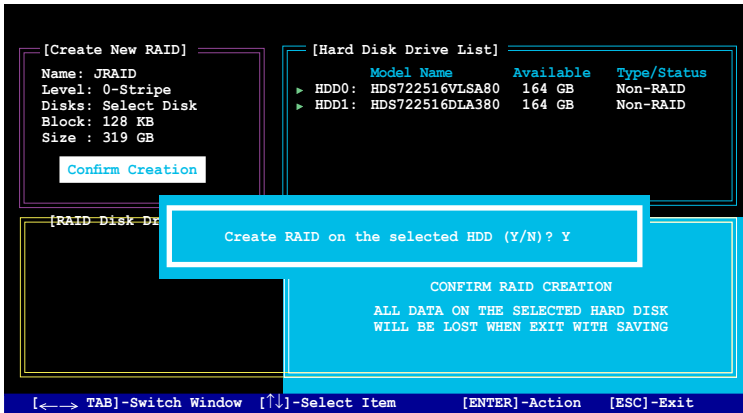 [Create New RAID]
Name: JRAID
Level: 0-Stripe
Disks: Select Disk
Block: 128 KB
Size : 319 GB
Confirm Creation
[Hard Disk Drive List]
Model Name Available Type/Status
HDD0: HDS722516VLSA80 164 GB Non-RAID
HDD1: HDS722516DLA380 164 GB Non-RAID
[RAID Disk Dr
Create RAID on the selected HDD (Y/N)? Y
CONFIRM RAID CREATION
ALL DATA ON THE SELECTED HARD DISK
WILL BE LOST WHEN EXIT WITH SAVING
[←→ TAB]-Switch Window [↑↓]-Select Item [ENTER]-Action [ESC]-Exit